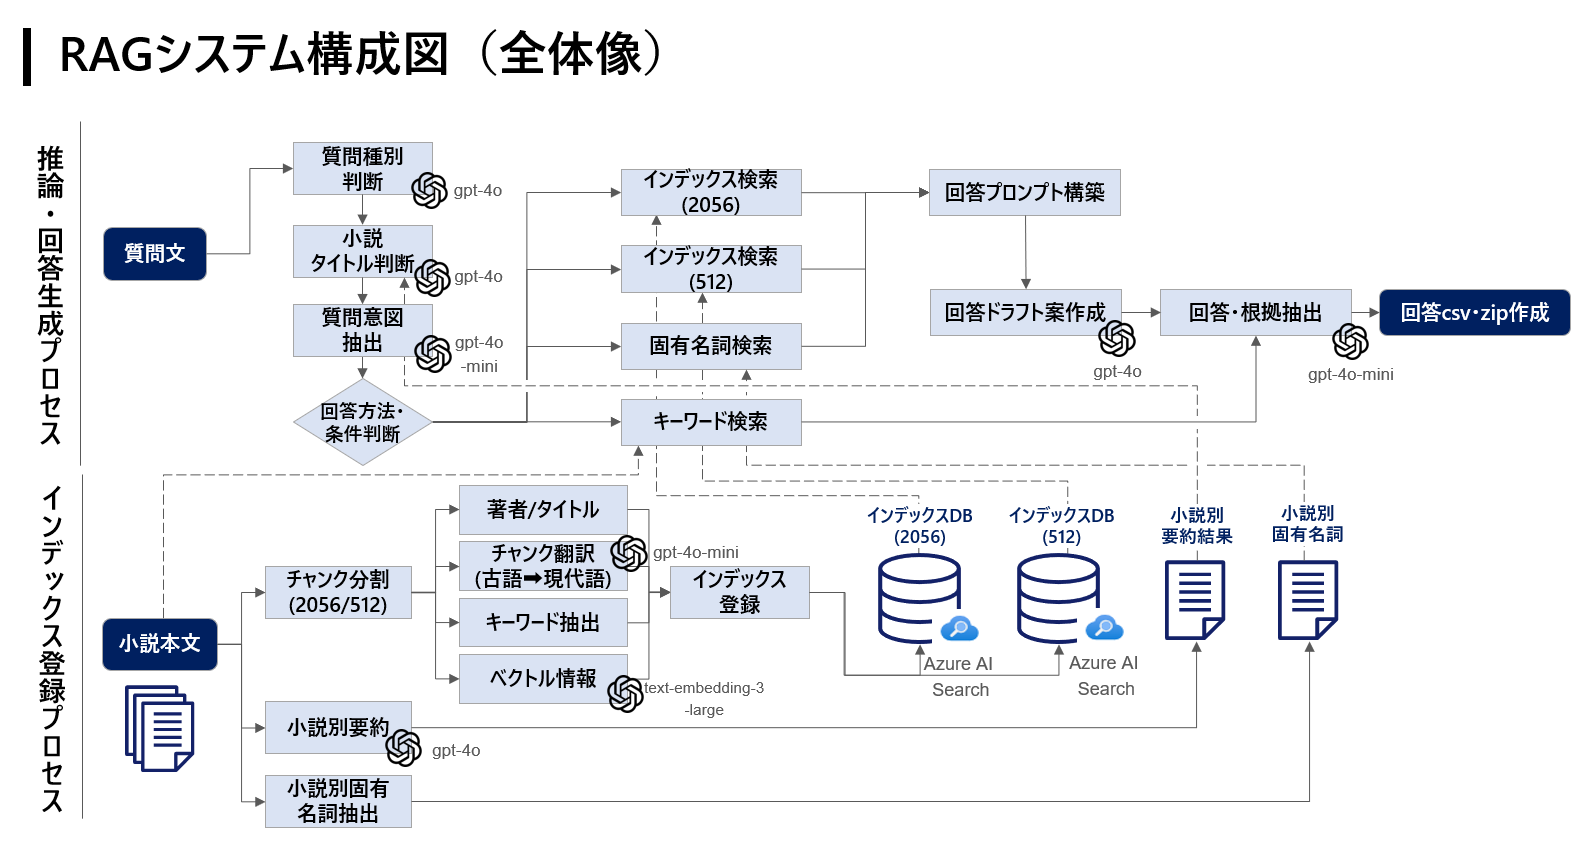 RAGシステム構成図（全体像）
推論・回答生成プロセス
質問文
質問種別
判断
gpt-4o
小説
タイトル判断
gpt-4o
質問意図
抽出
gpt-4o
-mini
回答方法・
条件判断
インデックス検索
(2056)
インデックス検索
(512)
固有名詞検索
キーワード検索
回答プロンプト構築
回答ドラフト案作成
gpt-4o
回答・根拠抽出
gpt-4o-mini
回答csv・zip作成
インデックス登録プロセス
小説本文
チャンク分割
(2056/512)
小説別要約
gpt-4o
小説別固有
名詞抽出
著者/タイトル
チャンク翻訳
(古語➡現代語)
gpt-4o-mini
キーワード抽出
ベクトル情報
text-embedding-3
-large
インデックス
登録
インデックスDB
(2056)
Azure AI
Search
インデックスDB
(512)
Azure AI
Search
小説別
要約結果
小説別
固有名詞